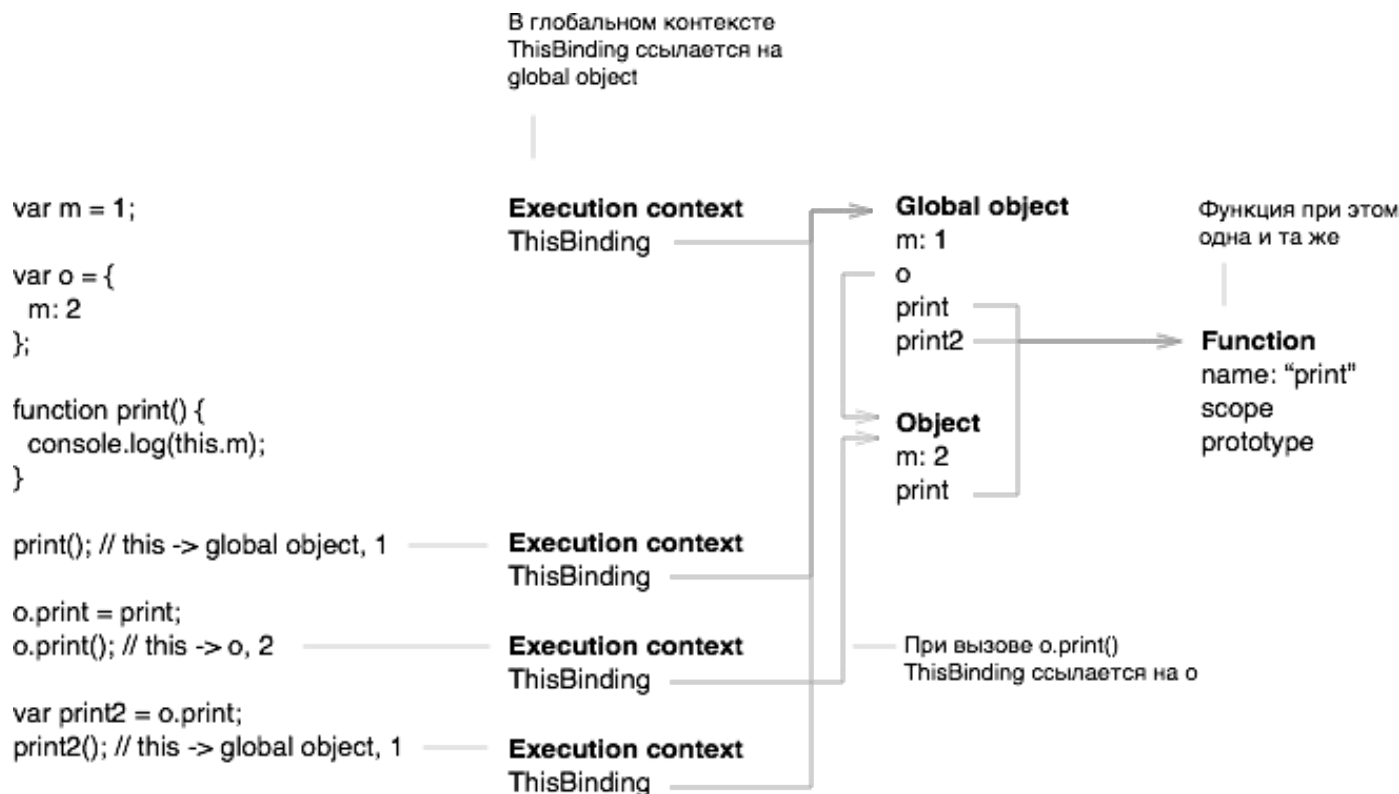 В глобальном контексте
ThisBinding ссылается на
global object
var m = 1;
var o = {
m: 2
};
function print() {
console.log(this.m);
}
print(); // this -> global object, 1
o.print = print;
o.print(); // this -> o, 2
var print2 = o.print;
print2(); // this -> global object, 1
Execution context
ThisBinding
Execution context
ThisBinding
Execution context
ThisBinding
Execution context
ThisBinding
Global object
m: 1
o
print
print2
Object
m: 2
print
При вызове o.print()
ThisBinding ссылается на o
Функция при этом
одна и та же
Function
name: “print"
scope
prototype